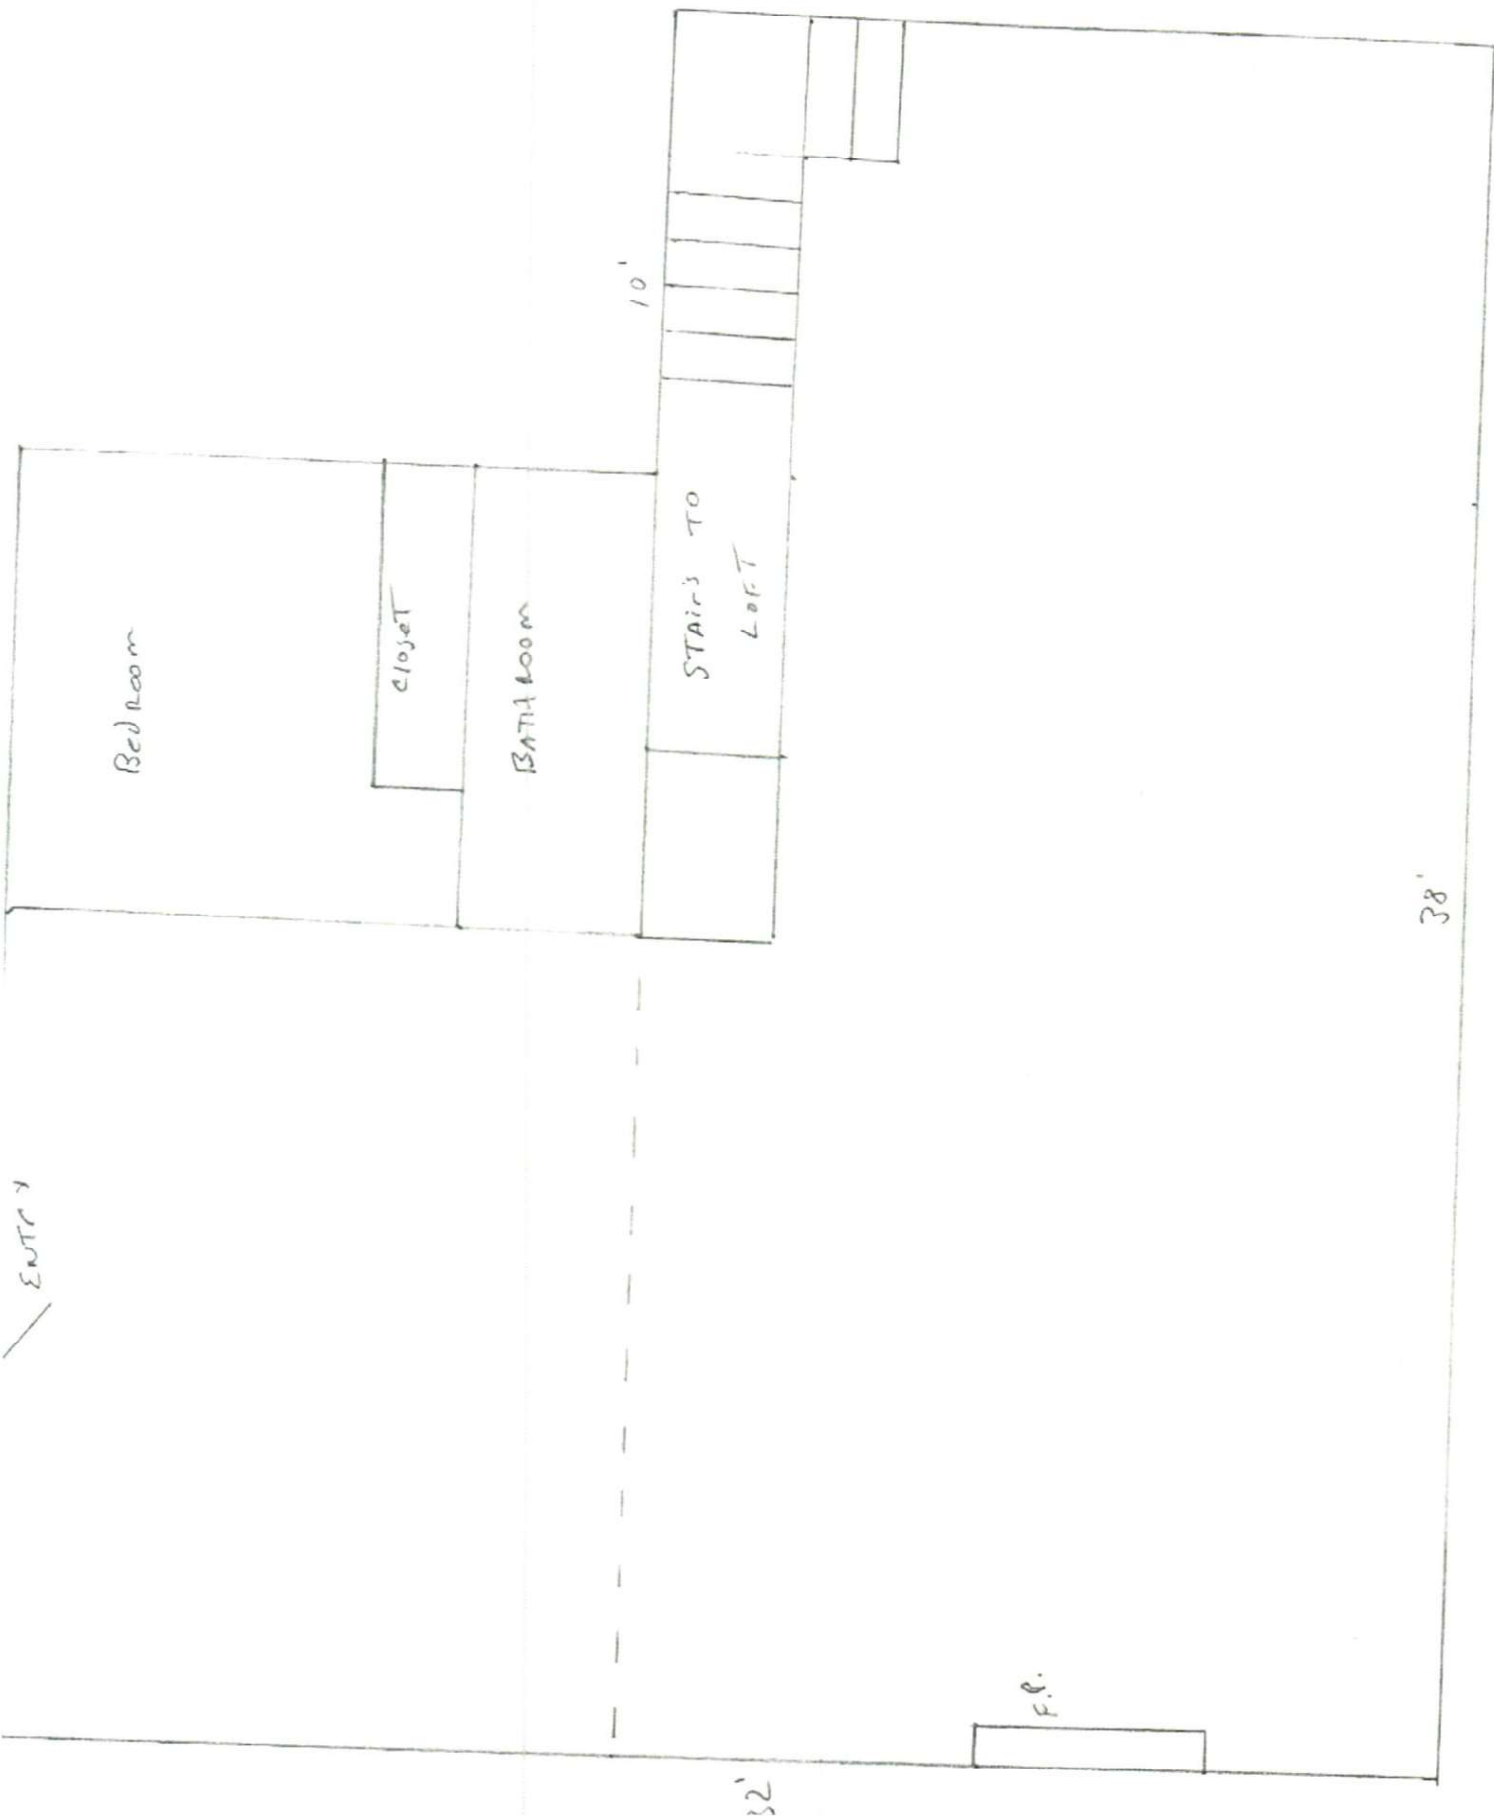 Bedroom
Closet
BATHROOM
STAirs TO
LOFT
10'
ENTry
38'
F.P.
32'